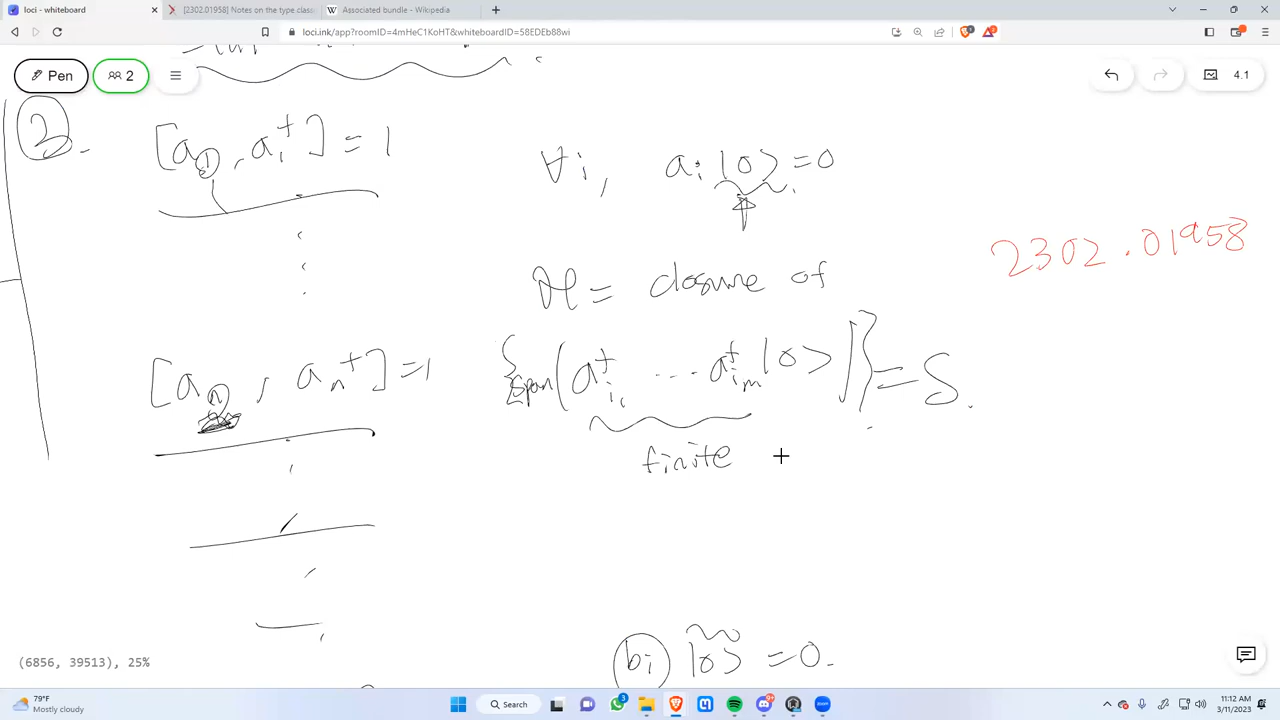 loci - whiteboard
[2302.01958] Notes on the type class
Associated bundle - Wikipedia
loci.ink/app?roomID=4mHeC1KoHT&whiteboardID=58EDEb88wi
Pen
2
4.1
[a₁, aᵢ†] = 1
∀i, aᵢ|0⟩ = 0
2302.01958
ℋ = closure of
[aₙ, aₙ†] = 1
{span(a†ᵢ₁ ... a†ᵢₘ|0⟩)} = S.
finite
bᵢ |0̃⟩ = 0.
(6856, 39513), 25%
79°F
Mostly cloudy
Search
3
11:12 AM
3/11/2023